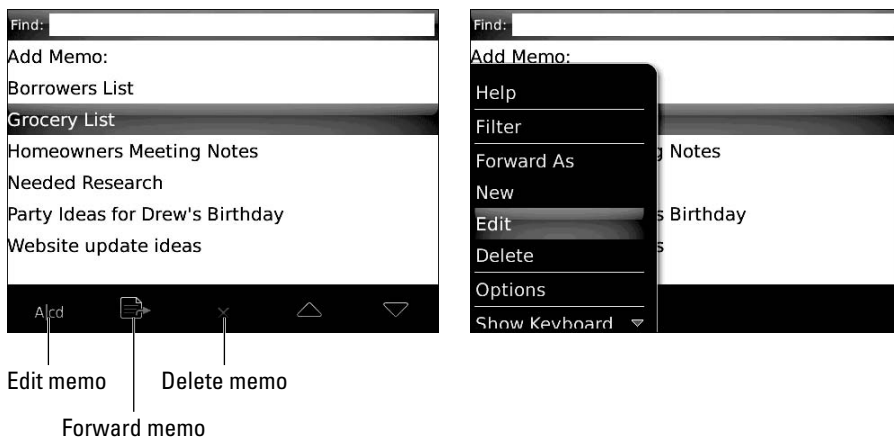 Find:
Add Memo:
Borrowers List
Grocery List
Homeowners Meeting Notes
Needed Research
Party Ideas for Drew's Birthday
Website update ideas
A|cd
Edit memo
Delete memo
Forward memo
Find:
Add Memo:
Help
Filter
Forward As
g Notes
New
Edit
s Birthday
Delete
s
Options
Show Keyboard